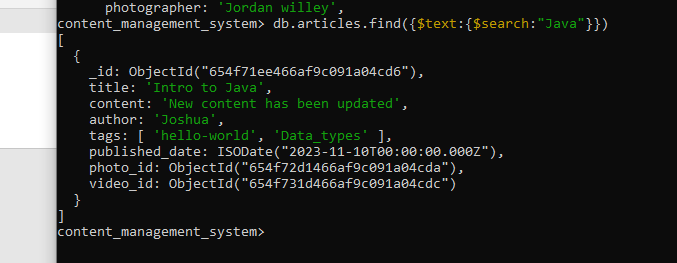 photographer: 'Jordan willey',
content_management_system> db.articles.find({$text:{$search:"Java"}})
[
  {
    _id: ObjectId("654f71ee466af9c091a04cd6"),
    title: 'Intro to Java',
    content: 'New content has been updated',
    author: 'Joshua',
    tags: [ 'hello-world', 'Data_types' ],
    published_date: ISODate("2023-11-10T00:00:00.000Z"),
    photo_id: ObjectId("654f72d1466af9c091a04cda"),
    video_id: ObjectId("654f731d466af9c091a04cdc")
  }
]
content_management_system>